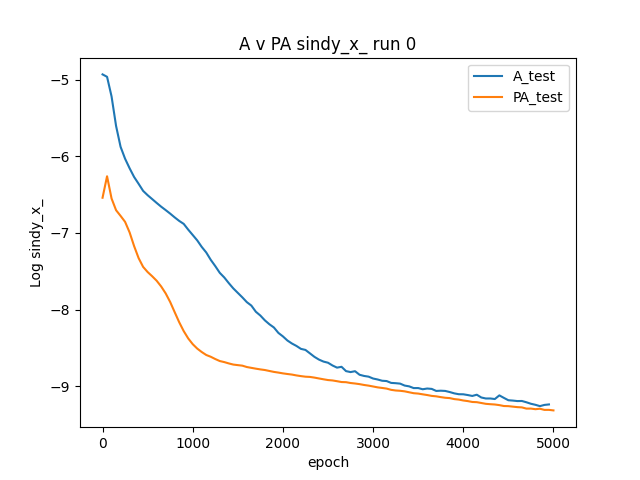 A v PA sindy_x_ run 0
A_test
PA_test
−5
−6
−7
−8
−9
Log sindy_x_
0
1000
2000
3000
4000
5000
epoch